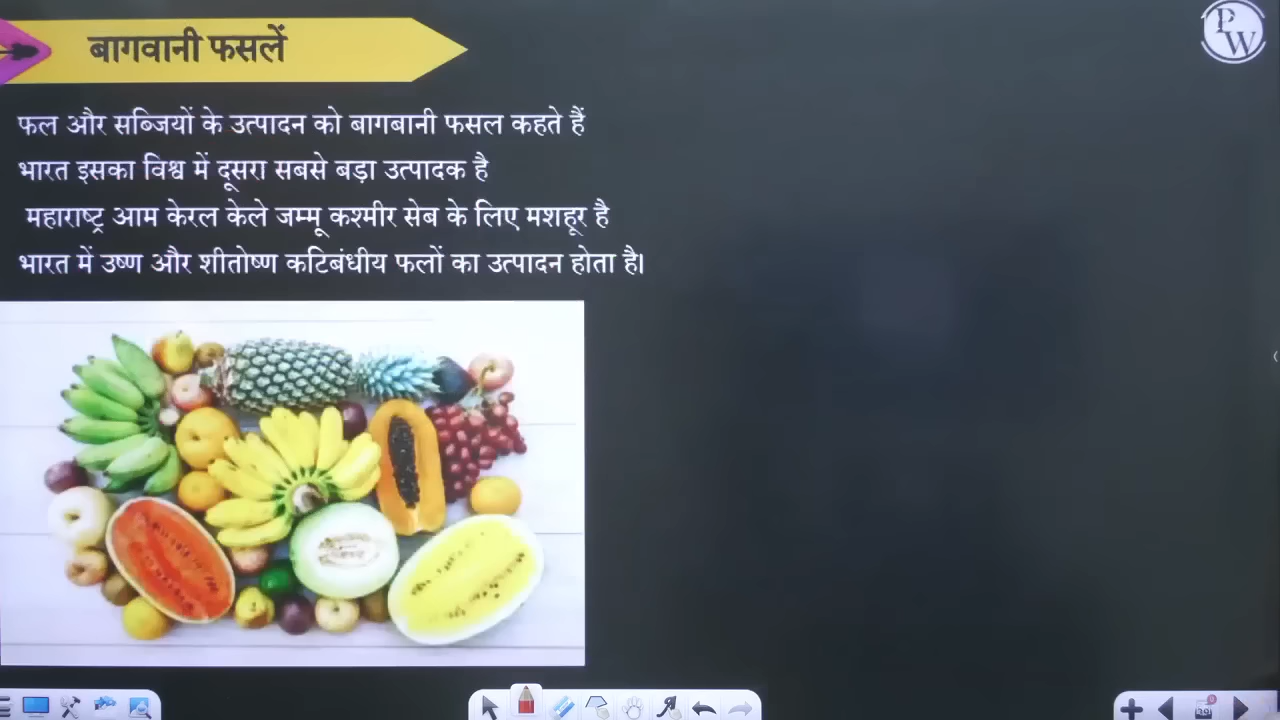 बागवानी फसलें
PW
फल और सब्जियों के उत्पादन को बागबानी फसल कहते हैं
भारत इसका विश्व में दूसरा सबसे बड़ा उत्पादक है
महाराष्ट्र आम केरल केले जम्मू कश्मीर सेब के लिए मशहूर है
भारत में उष्ण और शीतोष्ण कटिबंधीय फलों का उत्पादन होता है।